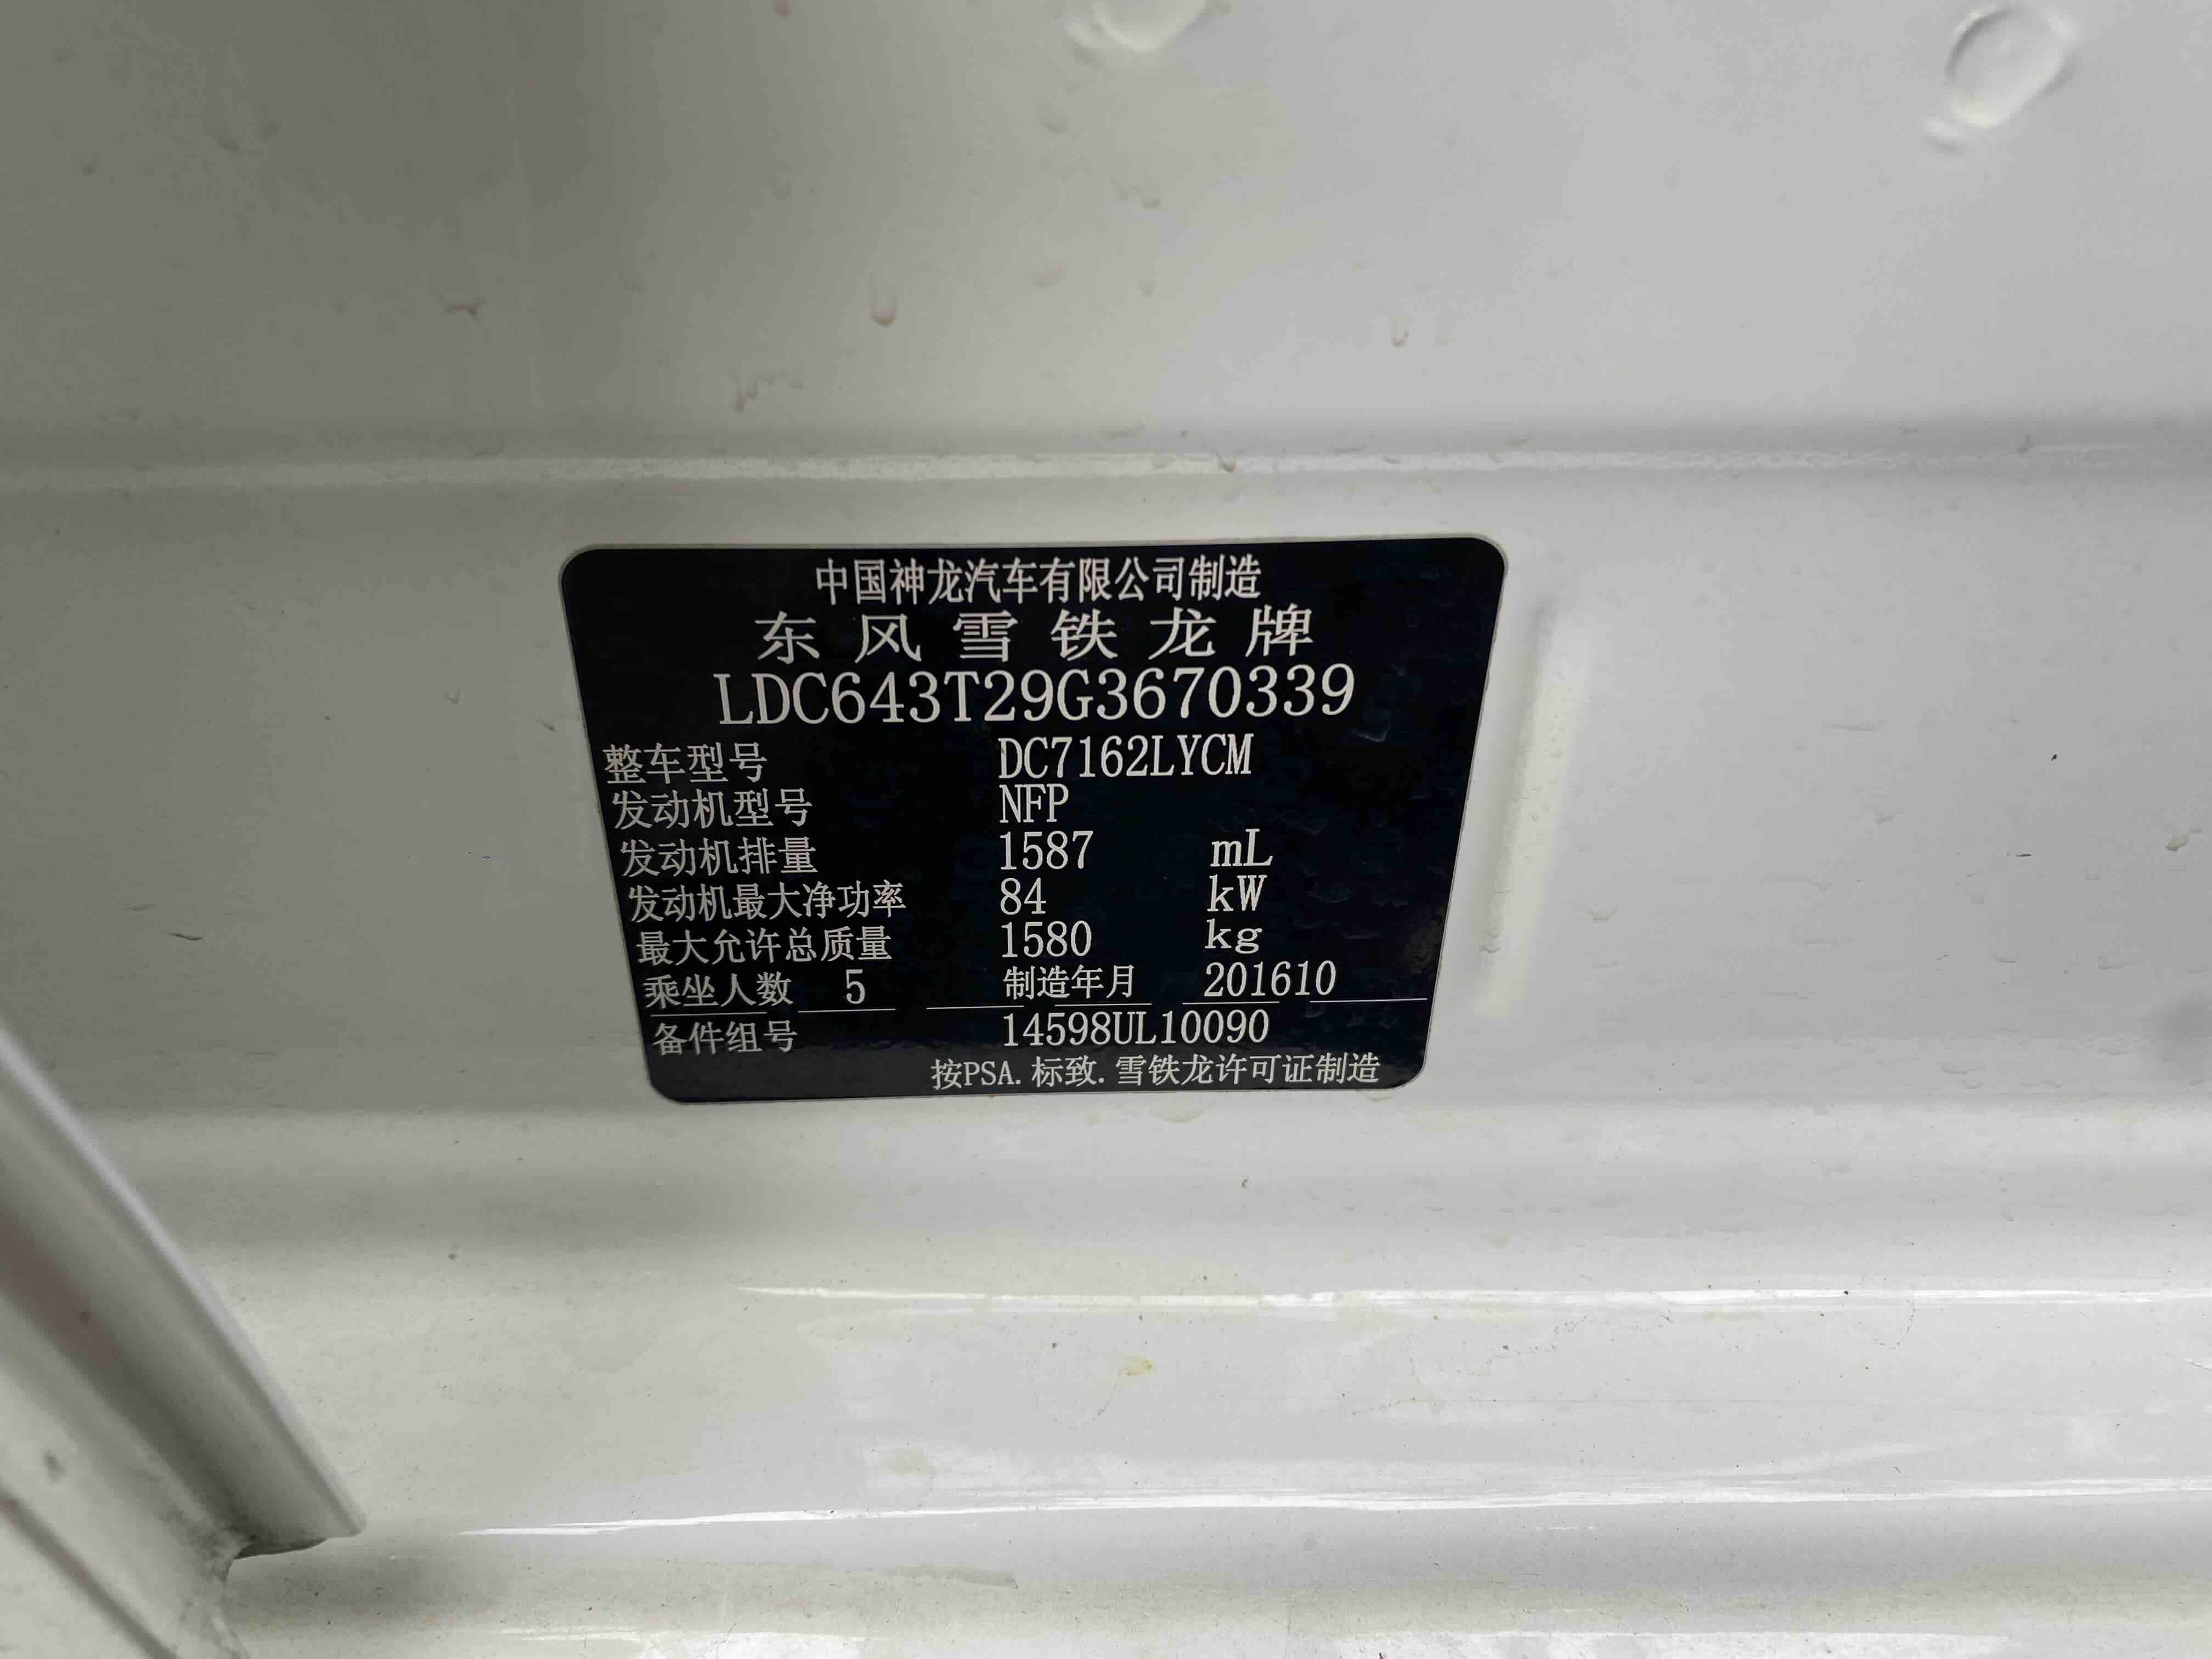 中国神龙汽车有限公司制造
东风雪铁龙牌
LDC643T29G3670339
整车型号 DC7162LYCM
发动机型号 NFP
发动机排量 1587 mL
发动机最大净功率 84 kW
最大允许总质量 1580 kg
乘坐人数 5 制造年月 201610
备件组号 14598UL10090
按PSA.标致.雪铁龙许可证制造